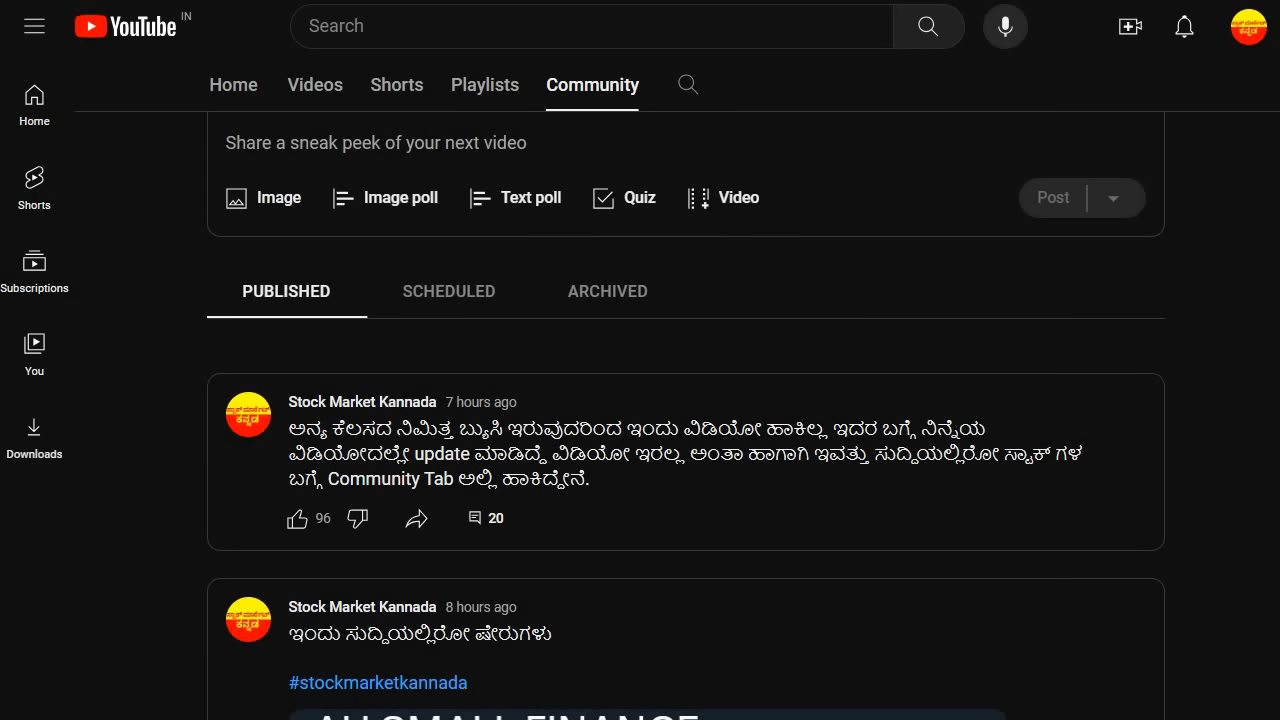 YouTube IN
Search
Home Videos Shorts Playlists Community
Home
Shorts
Subscriptions
You
Downloads
Share a sneak peek of your next video
Image Image poll Text poll Quiz Video Post
PUBLISHED SCHEDULED ARCHIVED
Stock Market Kannada 7 hours ago
ಅನ್ಯ ಕೆಲಸದ ನಿಮಿತ್ತ ಬ್ಯುಸಿ ಇರುವುದರಿಂದ ಇಂದು ವಿಡಿಯೋ ಹಾಕಿಲ್ಲ ಇದರ ಬಗ್ಗೆ ನಿನ್ನೆಯ
ವಿಡಿಯೋದಲ್ಲೇ update ಮಾಡಿದ್ದೆ ವಿಡಿಯೋ ಇರಲ್ಲ ಅಂತಾ ಹಾಗಾಗಿ ಇವತ್ತು ಸುದ್ದಿಯಲ್ಲಿರೋ ಸ್ಟಾಕ್ ಗಳ
ಬಗ್ಗೆ Community Tab ಅಲ್ಲಿ ಹಾಕಿದ್ದೇನೆ.
96 20
Stock Market Kannada 8 hours ago
ಇಂದು ಸುದ್ದಿಯಲ್ಲಿರೋ ಷೇರುಗಳು
#stockmarketkannada
AU SMALL FINANCE